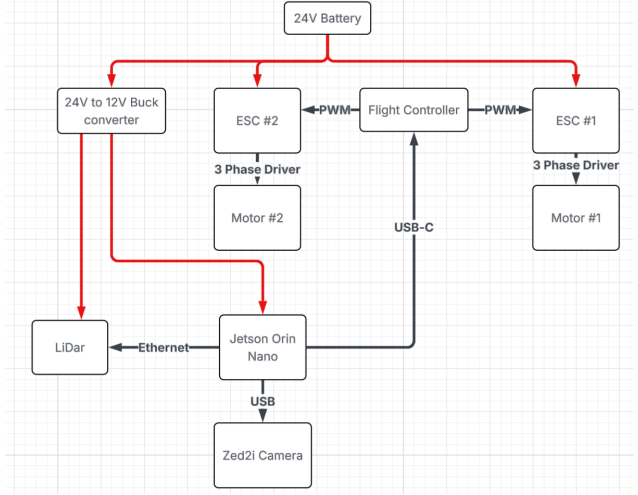 24V Battery
24V to 12V Buck
converter
ESC #2
PWM
Flight Controller
PWM
ESC #1
3 Phase Driver
3 Phase Driver
Motor #2
Motor #1
USB-C
LiDar
Ethernet
Jetson Orin
Nano
USB
Zed2i Camera